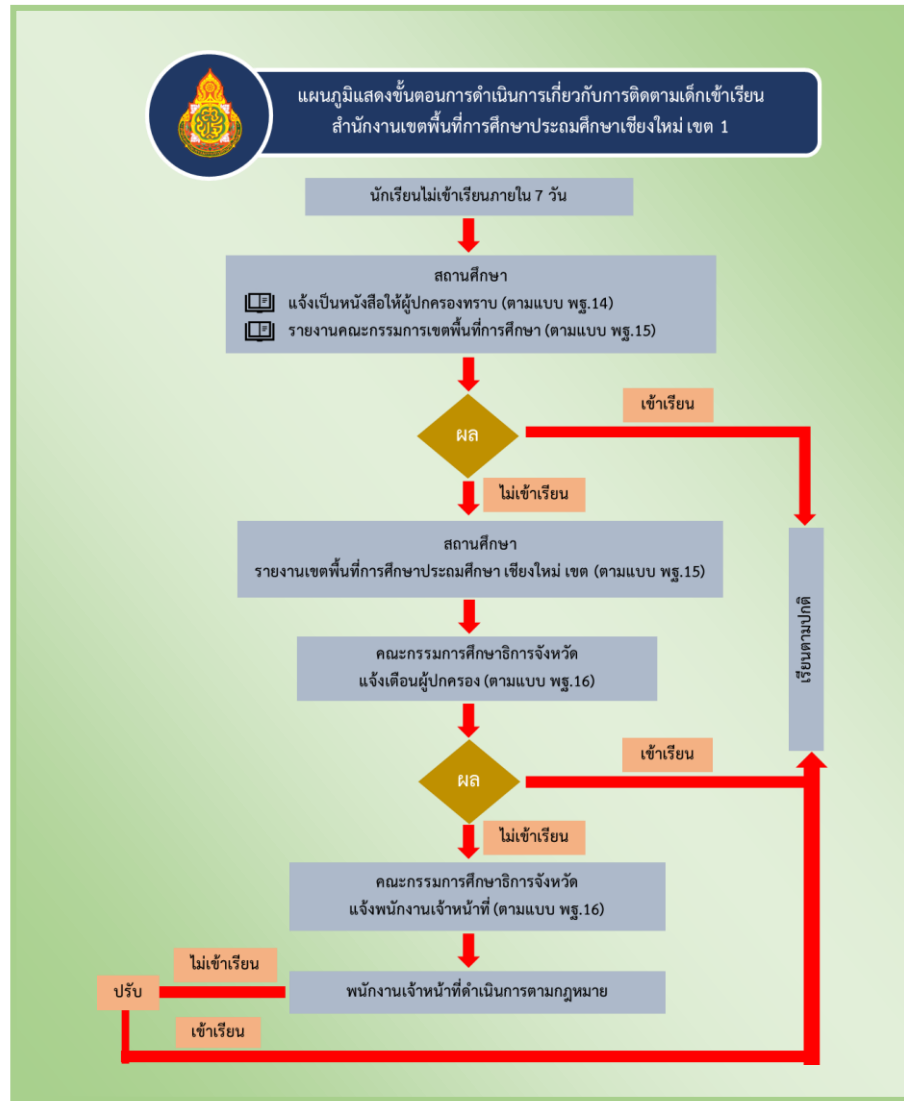 แผนภูมิแสดงขั้นตอนการดำเนินการเกี่ยวกับการติดตามเด็กเข้าเรียน
สำนักงานเขตพื้นที่การศึกษาประถมศึกษาเชียงใหม่ เขต 1
นักเรียนไม่เข้าเรียนภายใน 7 วัน
สถานศึกษา
แจ้งเป็นหนังสือให้ผู้ปกครองทราบ (ตามแบบ พฐ.14)
รายงานคณะกรรมการเขตพื้นที่การศึกษา (ตามแบบ พฐ.15)
เข้าเรียน
ผล
ไม่เข้าเรียน
สถานศึกษา
รายงานเขตพื้นที่การศึกษาประถมศึกษา เชียงใหม่ เขต (ตามแบบ พฐ.15)
เรียนตามปกติ
คณะกรรมการศึกษาธิการจังหวัด
แจ้งเตือนผู้ปกครอง (ตามแบบ พฐ.16)
เข้าเรียน
ผล
ไม่เข้าเรียน
คณะกรรมการศึกษาธิการจังหวัด
แจ้งพนักงานเจ้าหน้าที่ (ตามแบบ พฐ.16)
ไม่เข้าเรียน
ปรับ
พนักงานเจ้าหน้าที่ดำเนินการตามกฎหมาย
เข้าเรียน